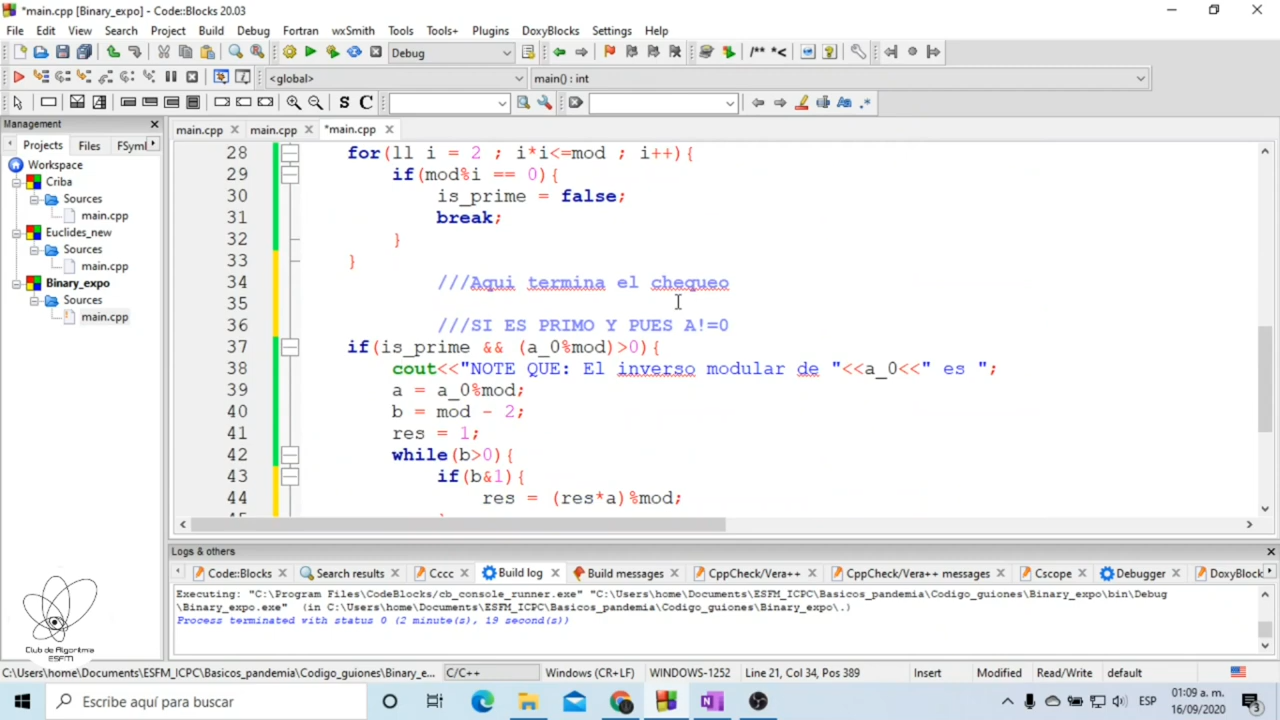 *main.cpp [Binary_expo] - Code::Blocks 20.03
File Edit View Search Project Build Debug Fortran wxSmith Tools Tools+ Plugins DoxyBlocks Settings Help
Debug
<global> main() : int
S C
Management
Projects Files FSyml
Workspace
Criba
Sources
main.cpp
Euclides_new
Sources
main.cpp
Binary_expo
Sources
main.cpp
main.cpp main.cpp *main.cpp
28 for(ll i = 2 ; i*i<=mod ; i++){
29 if(mod%i == 0){
30 is_prime = false;
31 break;
32 }
33 }
34 ///Aqui termina el chequeo
35
36 ///SI ES PRIMO Y PUES A!=0
37 if(is_prime && (a_0%mod)>0){
38 cout<<"NOTE QUE: El inverso modular de "<<a_0<<" es ";
39 a = a_0%mod;
40 b = mod - 2;
41 res = 1;
42 while(b>0){
43 if(b&1){
44 res = (res*a)%mod;
Logs & others
Code::Blocks Search results Cccc Build log Build messages CppCheck/Vera++ CppCheck/Vera++ messages Cscope Debugger DoxyBlock
Executing: "C:\Program Files\CodeBlocks/cb_console_runner.exe" "C:\Users\home\Documents\ESFM_ICPC\Basicos_pandemia\Codigo_guiones\Binary_expo\bin\Debug
\Binary_expo.exe" (in C:\Users\home\Documents\ESFM_ICPC\Basicos_pandemia\Codigo_guiones\Binary_expo\.)
Process terminated with status 0 (2 minute(s), 19 second(s))
Club de Algoritmia
ESFM
C:\Users\home\Documents\ESFM_ICPC\Basicos_pandemia\Codigo_guiones\Binary_e... C/C++ Windows (CR+LF) WINDOWS-1252 Line 21, Col 34, Pos 389 Insert Modified Read/Write default
Escribe aquí para buscar
ESP
01:09 a. m.
16/09/2020
3